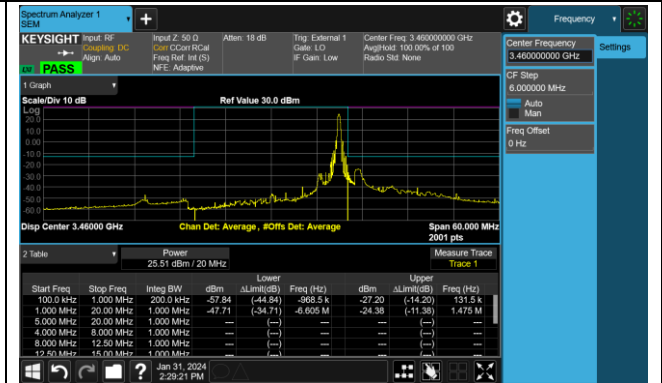 Spectrum Analyzer 1
SEM
Frequency
KEYSIGHT
Input: RF
Coupling: DC
Align: Auto
Input Z: 50 Ω
Corr CCorr RCal
Freq Ref: Int (S)
NFE: Adaptive
Atten: 18 dB
Trig: External 1
Gate: LO
IF Gain: Low
Center Freq: 3.460000000 GHz
Avg|Hold: 100.00% of 100
Radio Std: None
PASS
Center Frequency
3.460000000 GHz
Settings
CF Step
6.000000 MHz
Auto
Man
Freq Offset
0 Hz
1 Graph
Scale/Div 10 dB
Ref Value 30.0 dBm
Log
20.0
10.0
0.00
-10.0
-20.0
-30.0
-40.0
-50.0
-60.0
Disp Center 3.46000 GHz
Chan Det: Average, #Offs Det: Average
Span 60.000 MHz
2001 pts
2 Table
Power
25.51 dBm / 20 MHz
Measure Trace
Trace 1
Lower Upper
Start Freq Stop Freq Integ BW dBm ΔLimit(dB) Freq (Hz) dBm ΔLimit(dB) Freq (Hz)
100.0 kHz 1.000 MHz 200.0 kHz -57.84 (-44.84) -968.5 k -27.20 (-14.20) 131.5 k
1.000 MHz 20.00 MHz 1.000 MHz -47.71 (-34.71) -6.605 M -24.38 (-11.38) 1.475 M
5.000 MHz 20.00 MHz 1.000 MHz --- (---) --- --- (---) ---
4.000 MHz 8.000 MHz 1.000 MHz --- (---) --- --- (---) ---
8.000 MHz 12.50 MHz 1.000 MHz --- (---) --- --- (---) ---
12.50 MHz 15.00 MHz 1.000 MHz --- (---) --- --- (---) ---
Jan 31, 2024
2:29:21 PM